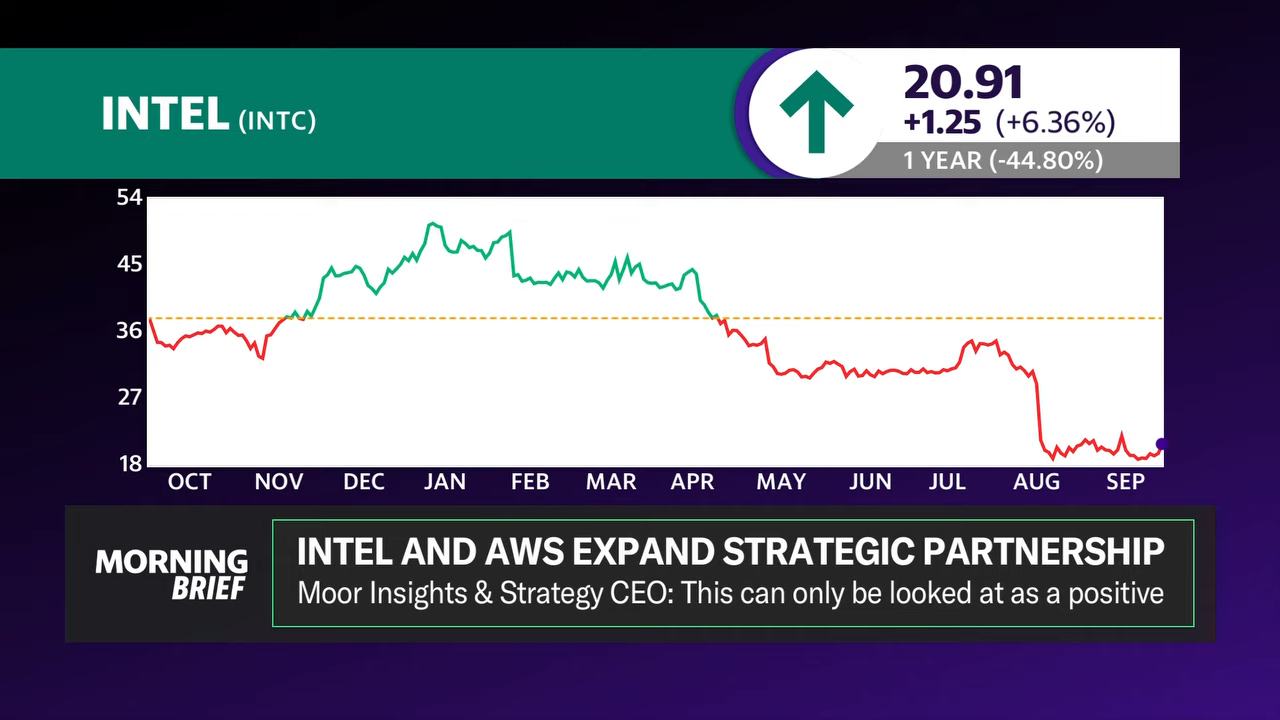 INTEL (INTC)
20.91
+1.25 (+6.36%)
1 YEAR (-44.80%)
54
45
36
27
18
OCT NOV DEC JAN FEB MAR APR MAY JUN JUL AUG SEP
MORNING
BRIEF
INTEL AND AWS EXPAND STRATEGIC PARTNERSHIP
Moor Insights & Strategy CEO: This can only be looked at as a positive